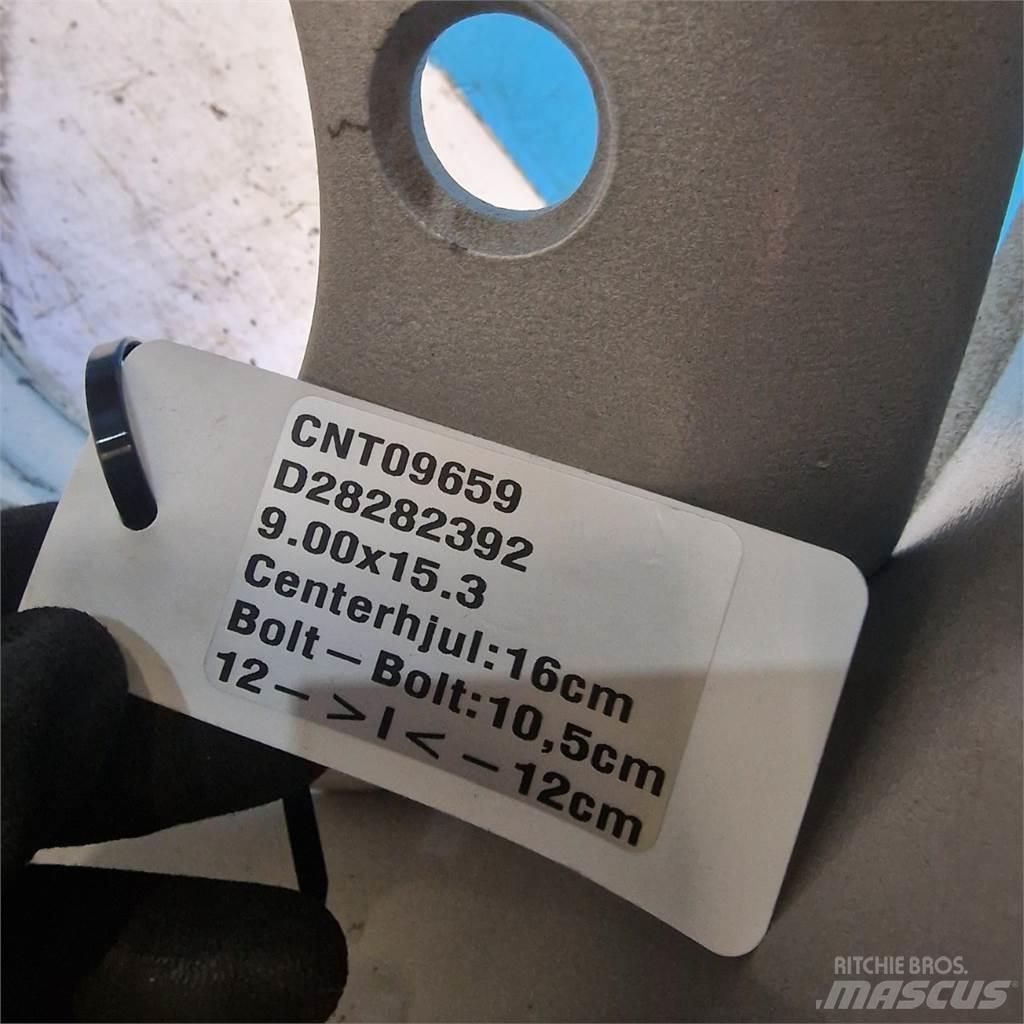 CNT09659
D28282392
9.00x15.3
Centerhjul:16cm
Bolt-Bolt:10,5cm
12->|<-12cm
RITCHIE BROS.
MASCUS